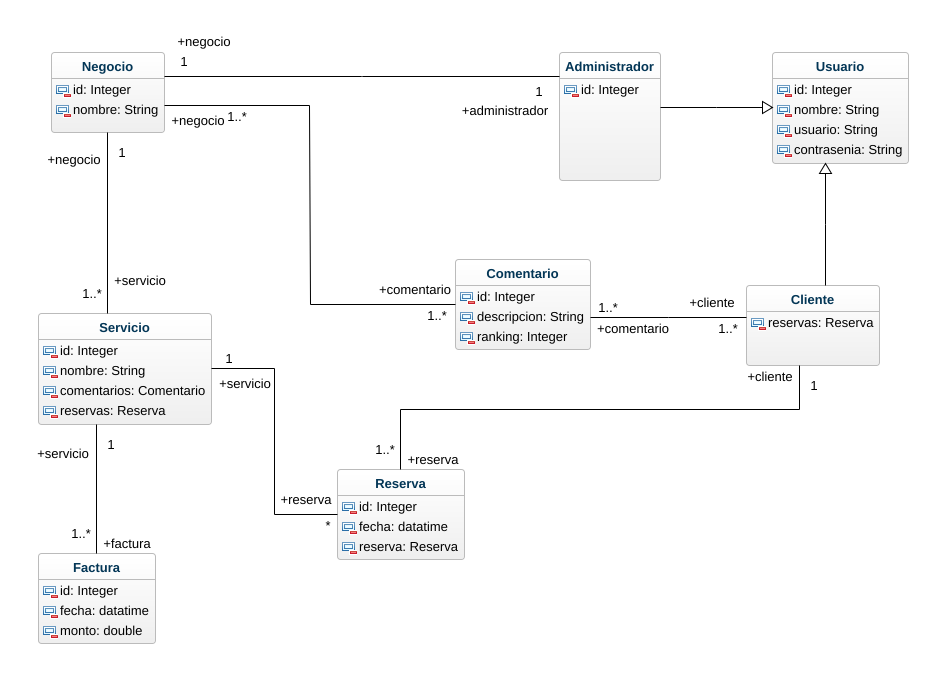 +negocio
1
Negocio
id: Integer
nombre: String
Administrador
id: Integer
Usuario
id: Integer
nombre: String
usuario: String
contrasenia: String
1
+administrador
+negocio
1..*
+negocio
1
+servicio
1..*
Comentario
id: Integer
descripcion: String
ranking: Integer
+comentario
1..*
1..*
+comentario
+cliente
1..*
Cliente
reservas: Reserva
Servicio
id: Integer
nombre: String
comentarios: Comentario
reservas: Reserva
1
+servicio
+cliente
1
+servicio
1
1..*
+reserva
+reserva
*
Reserva
id: Integer
fecha: datatime
reserva: Reserva
1..*
+factura
Factura
id: Integer
fecha: datatime
monto: double